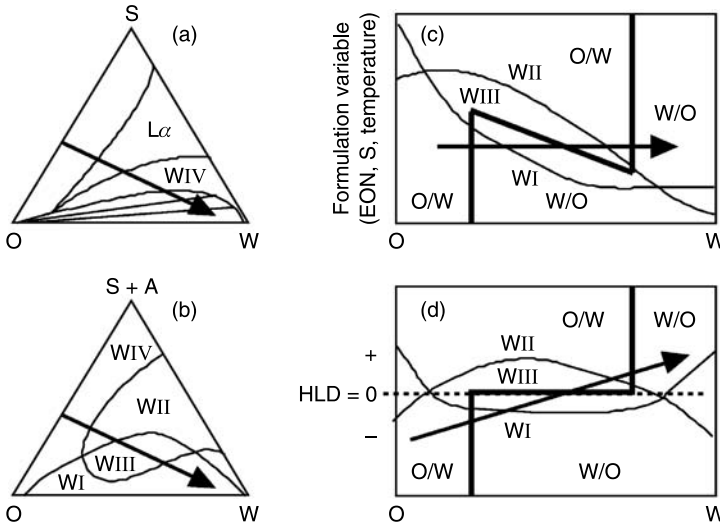 S
(a)
Lα
WIV
O
W
S + A
(b)
WIV
WII
WIII
WI
O
W
Formulation variable
(EON, S, temperature)
(c)
O/W
WII
WIII
W/O
WI
O/W
W/O
O
W
(d)
O/W
W/O
+
WII
HLD = 0
WIII
–
WI
O/W
W/O
O
W